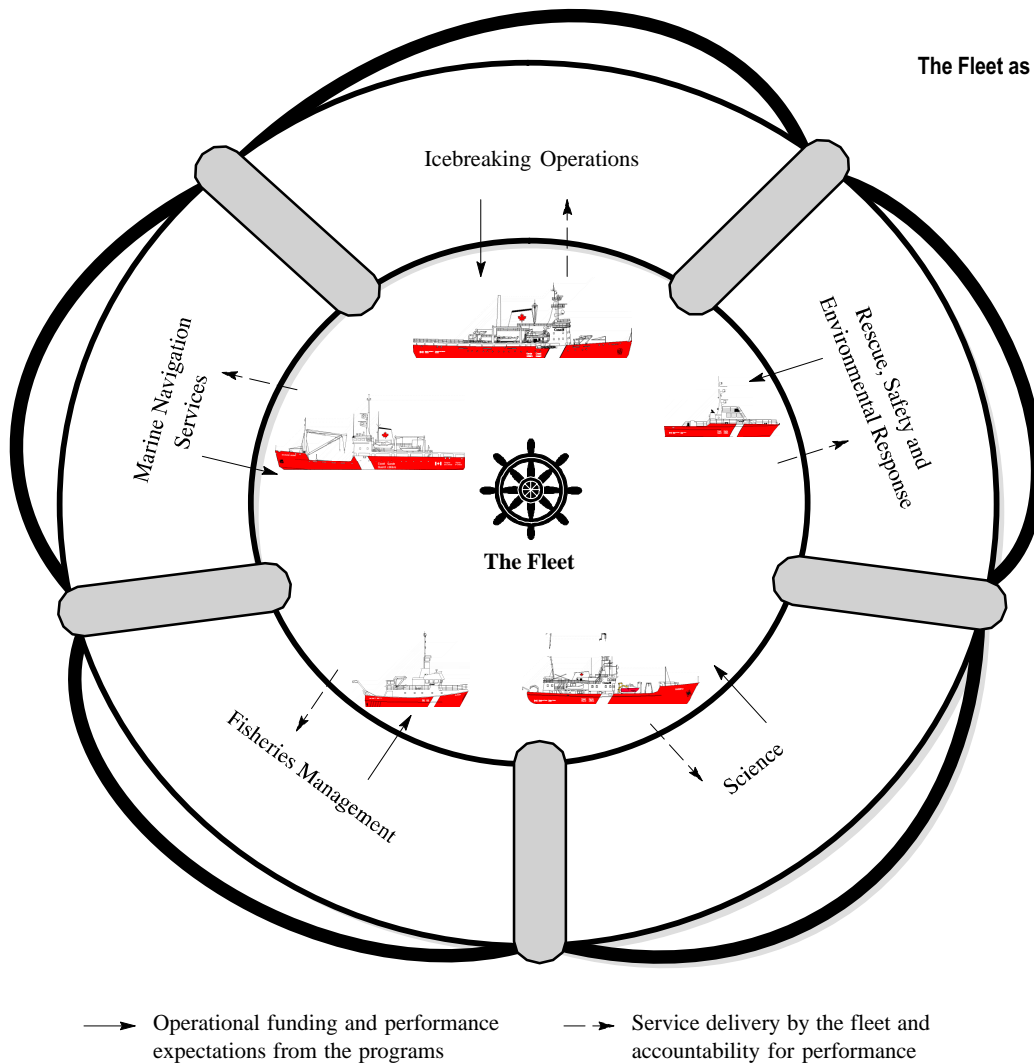 The Fleet as
Icebreaking Operations
Rescue, Safety and
Environmental Response
Marine Navigation
Services
The Fleet
Fisheries Management
Science
Operational funding and performance
expectations from the programs
Service delivery by the fleet and
accountability for performance